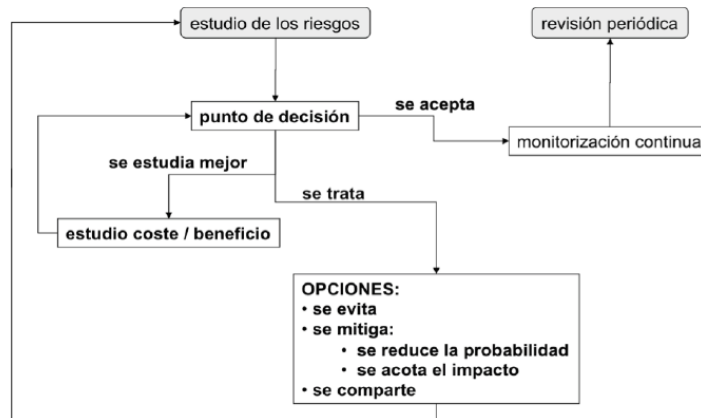 estudio de los riesgos
revisión periódica
punto de decisión
se acepta
monitorización continua
se estudia mejor
se trata
estudio coste / beneficio
OPCIONES:
• se evita
• se mitiga:
• se reduce la probabilidad
• se acota el impacto
• se comparte